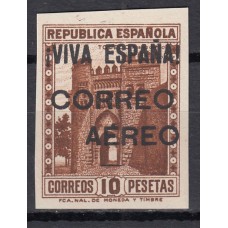 REPUBLICA ESPAÑOLA
¡VIVA ESPAÑA!
CORREO
AEREO
CORREOS 10 PESETAS
FCA. NAL. DE MONEDA Y TIMBRE